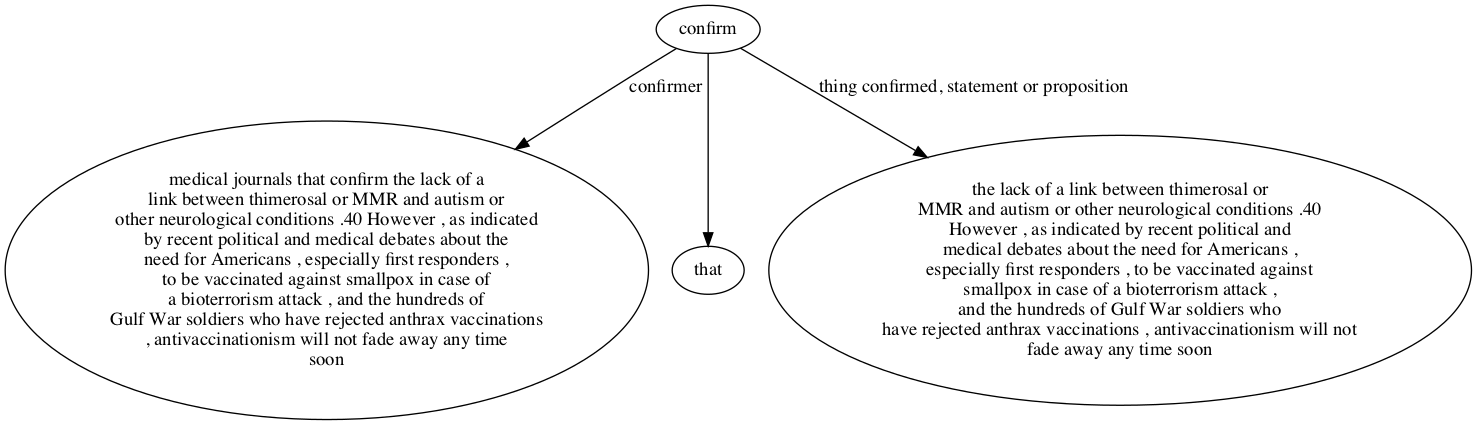 confirm
confirmer
thing confirmed, statement or proposition
medical journals that confirm the lack of a
link between thimerosal or MMR and autism or
other neurological conditions .40 However , as indicated
by recent political and medical debates about the
need for Americans , especially first responders ,
to be vaccinated against smallpox in case of
a bioterrorism attack , and the hundreds of
Gulf War soldiers who have rejected anthrax vaccinations
, antivaccinationism will not fade away any time
soon
that
the lack of a link between thimerosal or
MMR and autism or other neurological conditions .40
However , as indicated by recent political and
medical debates about the need for Americans ,
especially first responders , to be vaccinated against
smallpox in case of a bioterrorism attack ,
and the hundreds of Gulf War soldiers who
have rejected anthrax vaccinations , antivaccinationism will not
fade away any time soon